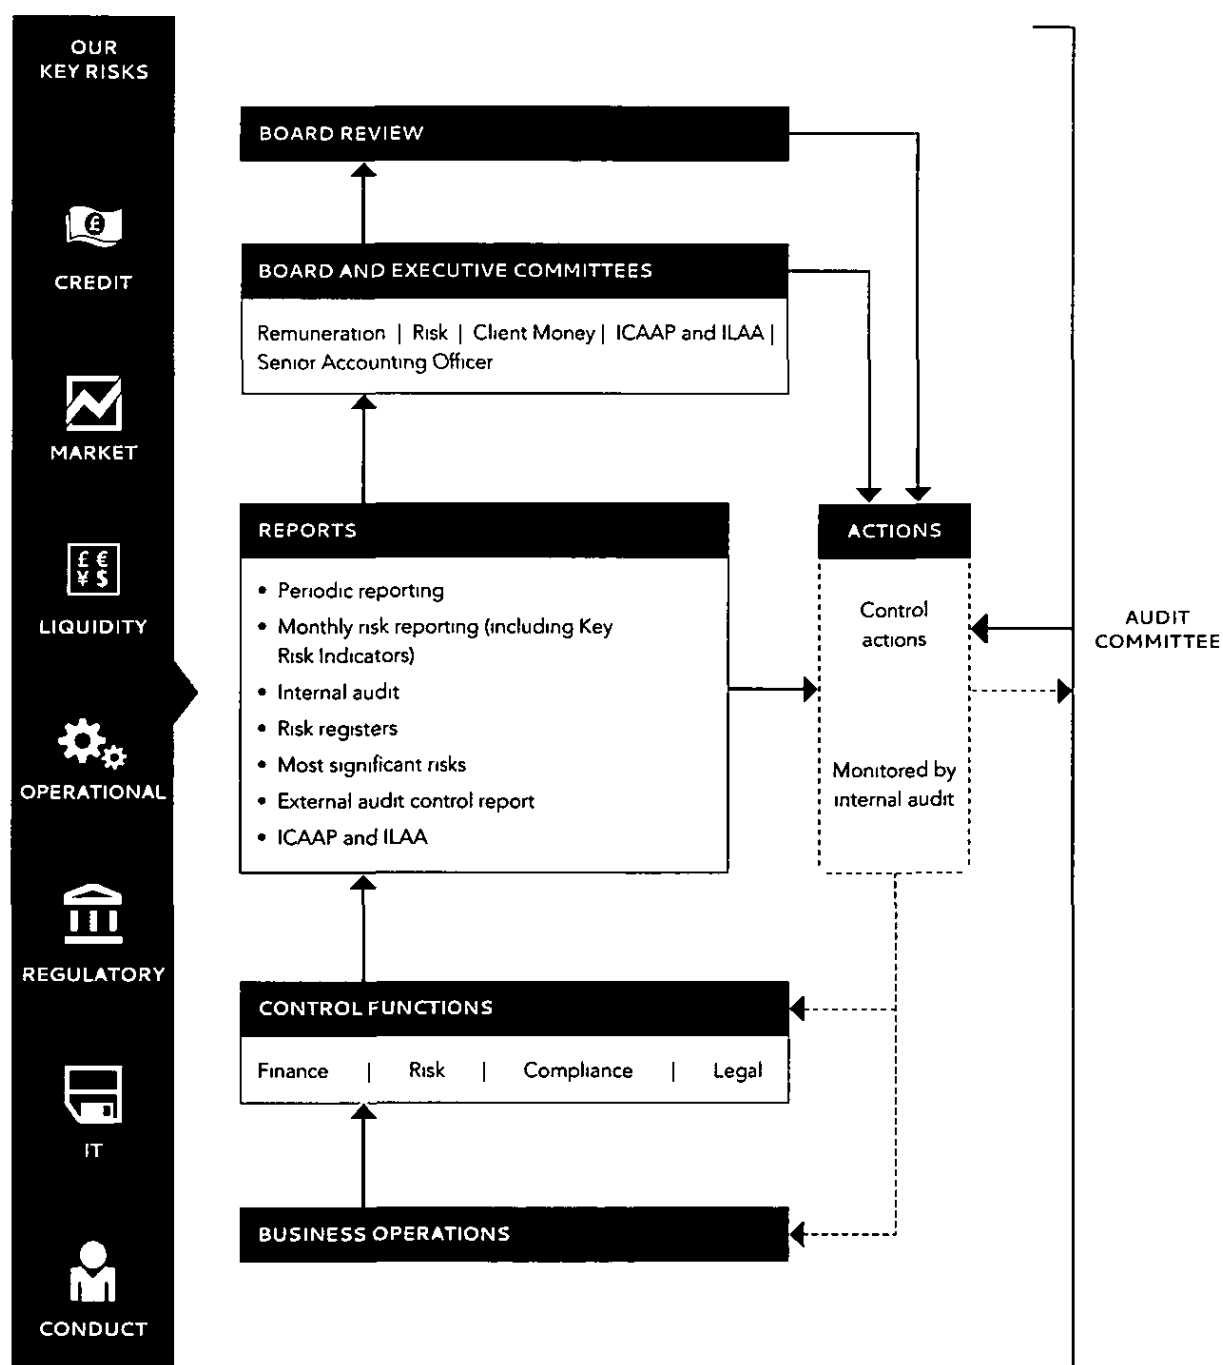 OUR
KEY RISKS
CREDIT
MARKET
LIQUIDITY
OPERATIONAL
REGULATORY
IT
CONDUCT
BOARD REVIEW
BOARD AND EXECUTIVE COMMITTEES
Remuneration | Risk | Client Money | ICAAP and ILAA |
Senior Accounting Officer
REPORTS
• Periodic reporting
• Monthly risk reporting (including Key
Risk Indicators)
• Internal audit
• Risk registers
• Most significant risks
• External audit control report
• ICAAP and ILAA
ACTIONS
Control
actions
Monitored by
internal audit
AUDIT
COMMITTEE
CONTROL FUNCTIONS
Finance | Risk | Compliance | Legal
BUSINESS OPERATIONS
£ €
¥ $
£